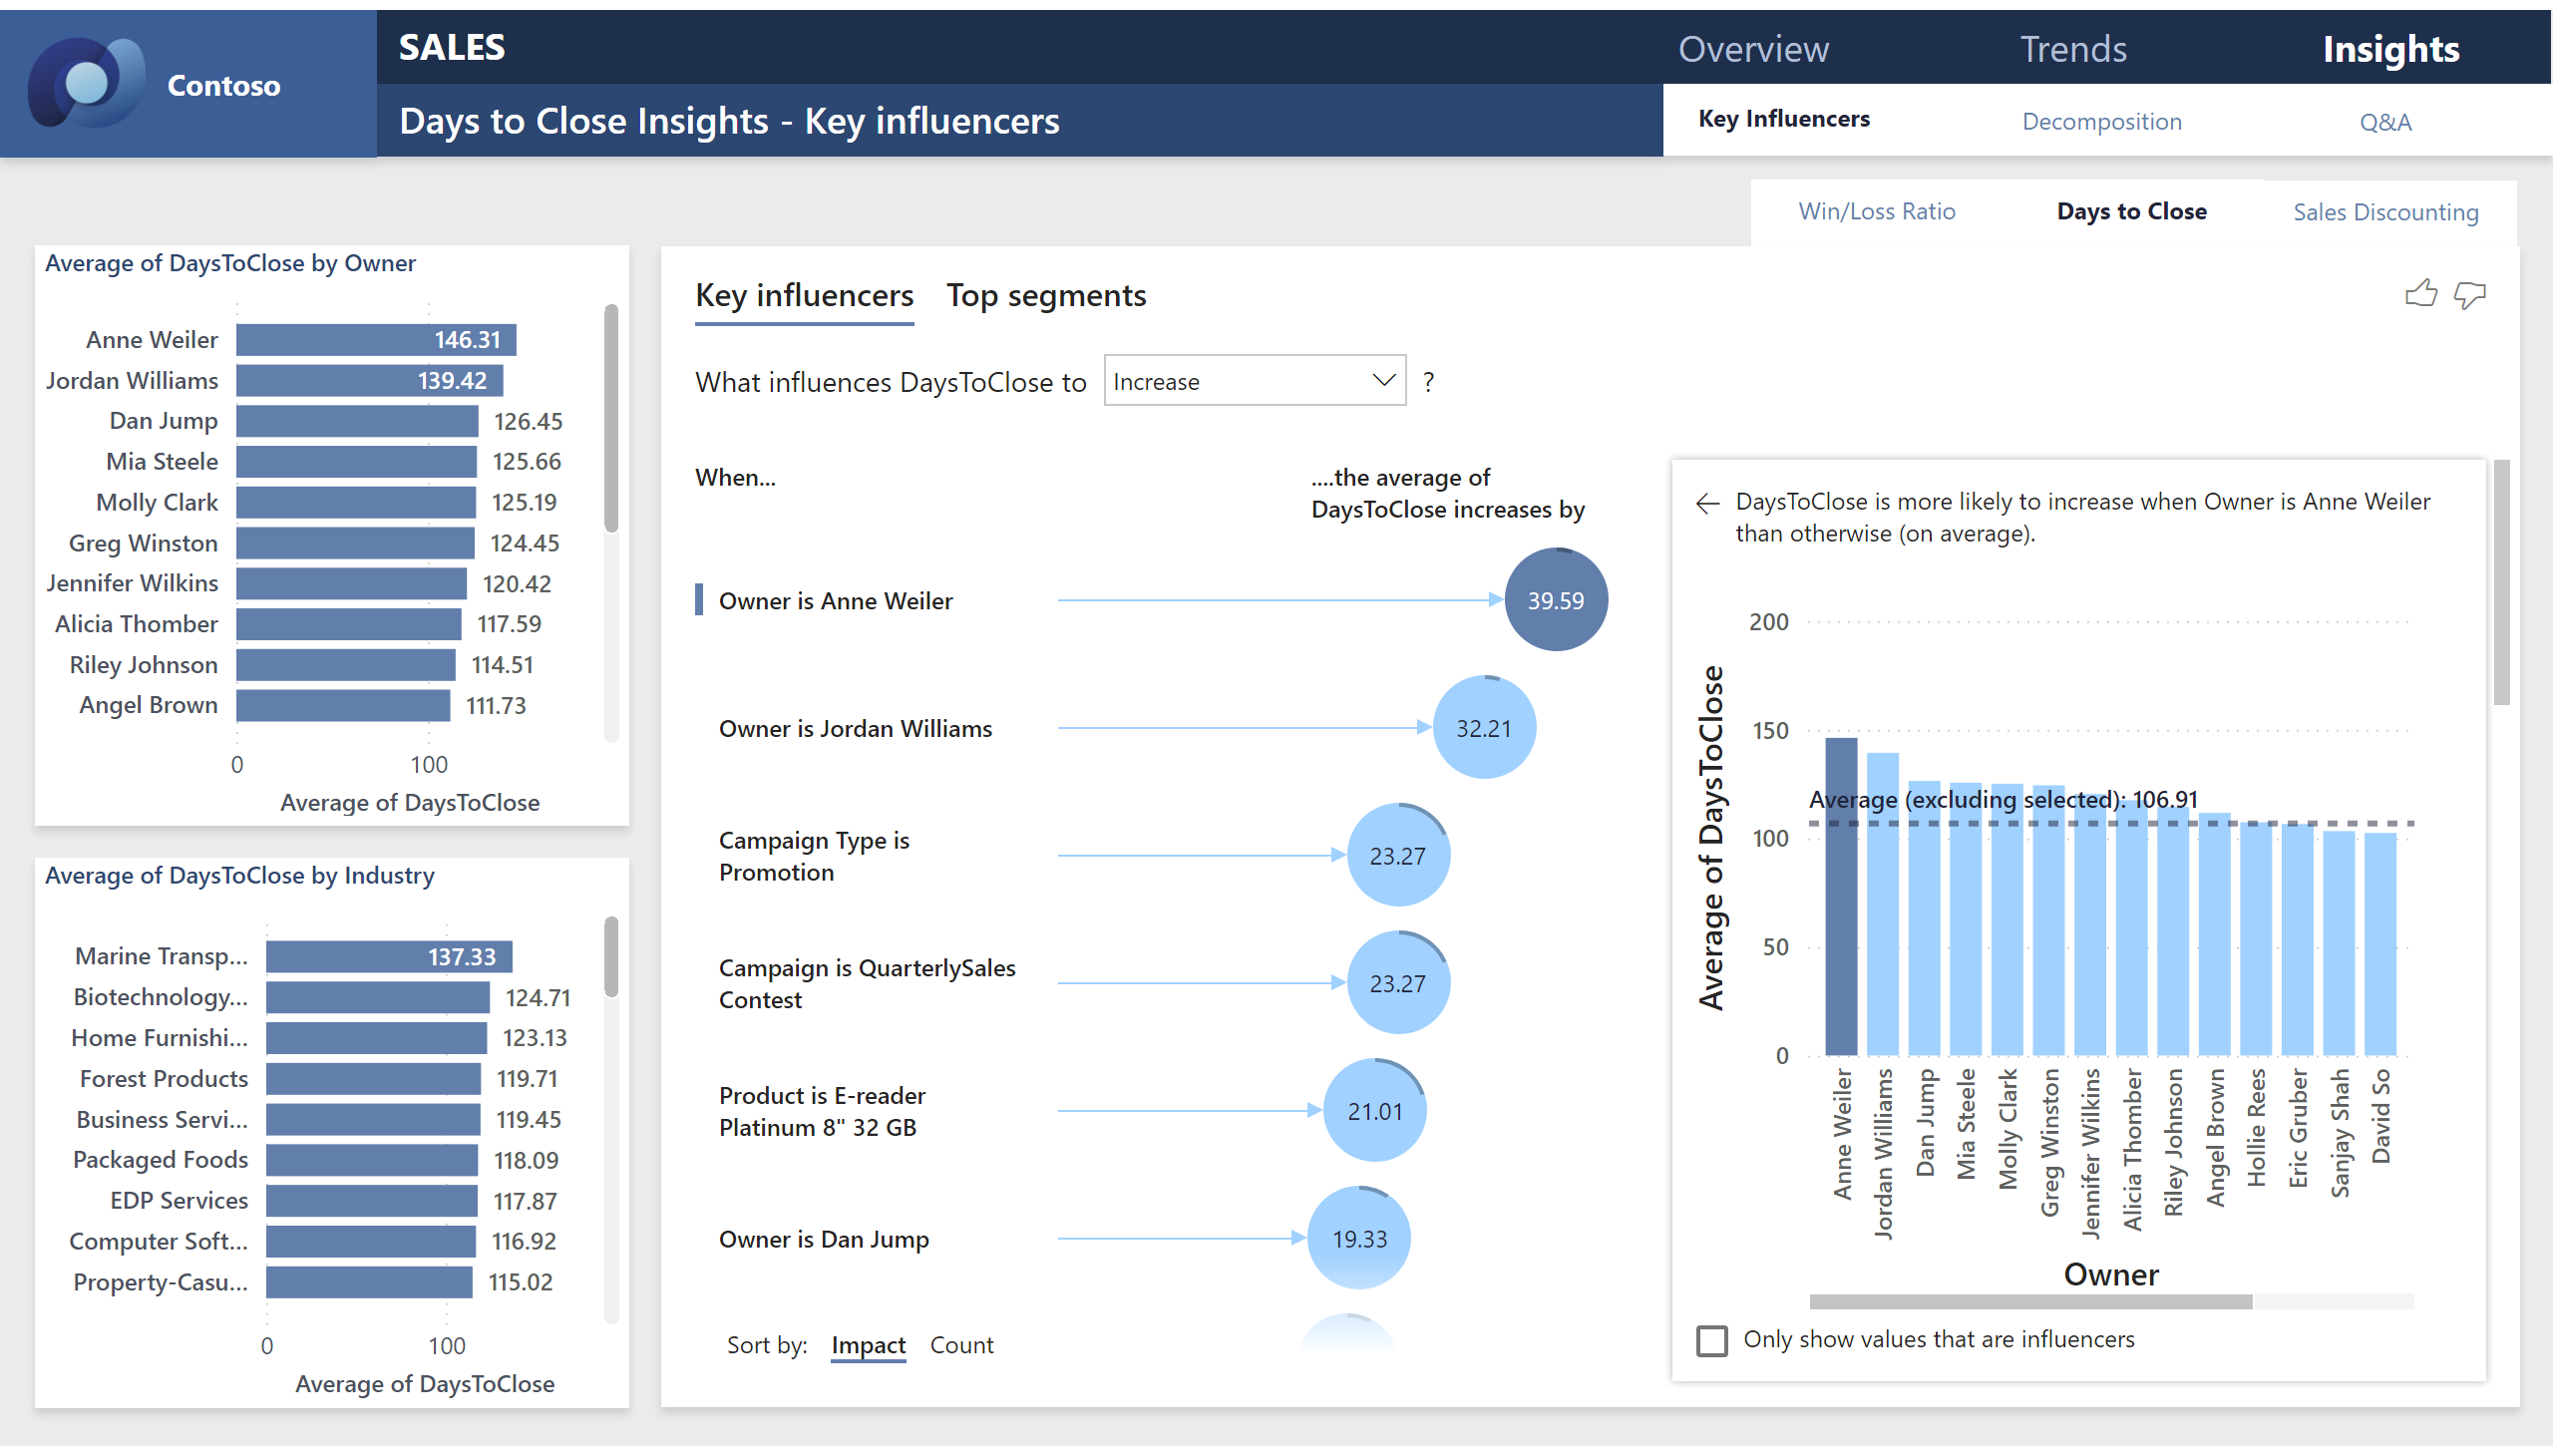 Contoso
SALES
Overview
Trends
Insights
Days to Close Insights - Key influencers
Key Influencers
Decomposition
Q&A
Win/Loss Ratio
Days to Close
Sales Discounting
Average of DaysToClose by Owner
Anne Weiler 146.31
Jordan Williams 139.42
Dan Jump 126.45
Mia Steele 125.66
Molly Clark 125.19
Greg Winston 124.45
Jennifer Wilkins 120.42
Alicia Thomber 117.59
Riley Johnson 114.51
Angel Brown 111.73
0 100
Average of DaysToClose
Average of DaysToClose by Industry
Marine Transp... 137.33
Biotechnology... 124.71
Home Furnishi... 123.13
Forest Products 119.71
Business Servi... 119.45
Packaged Foods 118.09
EDP Services 117.87
Computer Soft... 116.92
Property-Casu... 115.02
0 100
Average of DaysToClose
Key influencers Top segments
What influences DaysToClose to Increase ?
When...
....the average of
DaysToClose increases by
Owner is Anne Weiler 39.59
Owner is Jordan Williams 32.21
Campaign Type is
Promotion
23.27
Campaign is QuarterlySales
Contest
23.27
Product is E-reader
Platinum 8" 32 GB
21.01
Owner is Dan Jump 19.33
Sort by: Impact Count
← DaysToClose is more likely to increase when Owner is Anne Weiler
than otherwise (on average).
Average of DaysToClose
200
150
Average (excluding selected): 106.91
100
50
0
Anne Weiler
Jordan Williams
Dan Jump
Mia Steele
Molly Clark
Greg Winston
Jennifer Wilkins
Alicia Thomber
Riley Johnson
Angel Brown
Hollie Rees
Eric Gruber
Sanjay Shah
David So
Owner
Only show values that are influencers